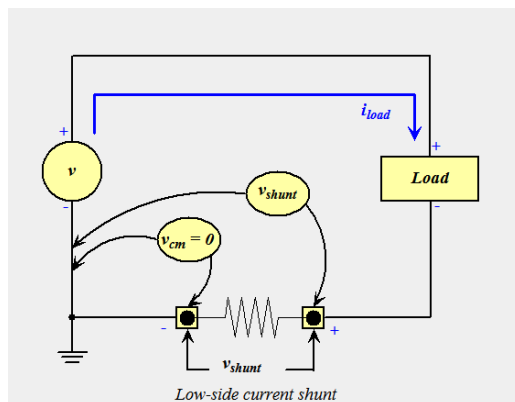 i_load
+
+
v
Load
-
v_shunt
-
v_cm = 0
-
+
v_shunt
Low-side current shunt